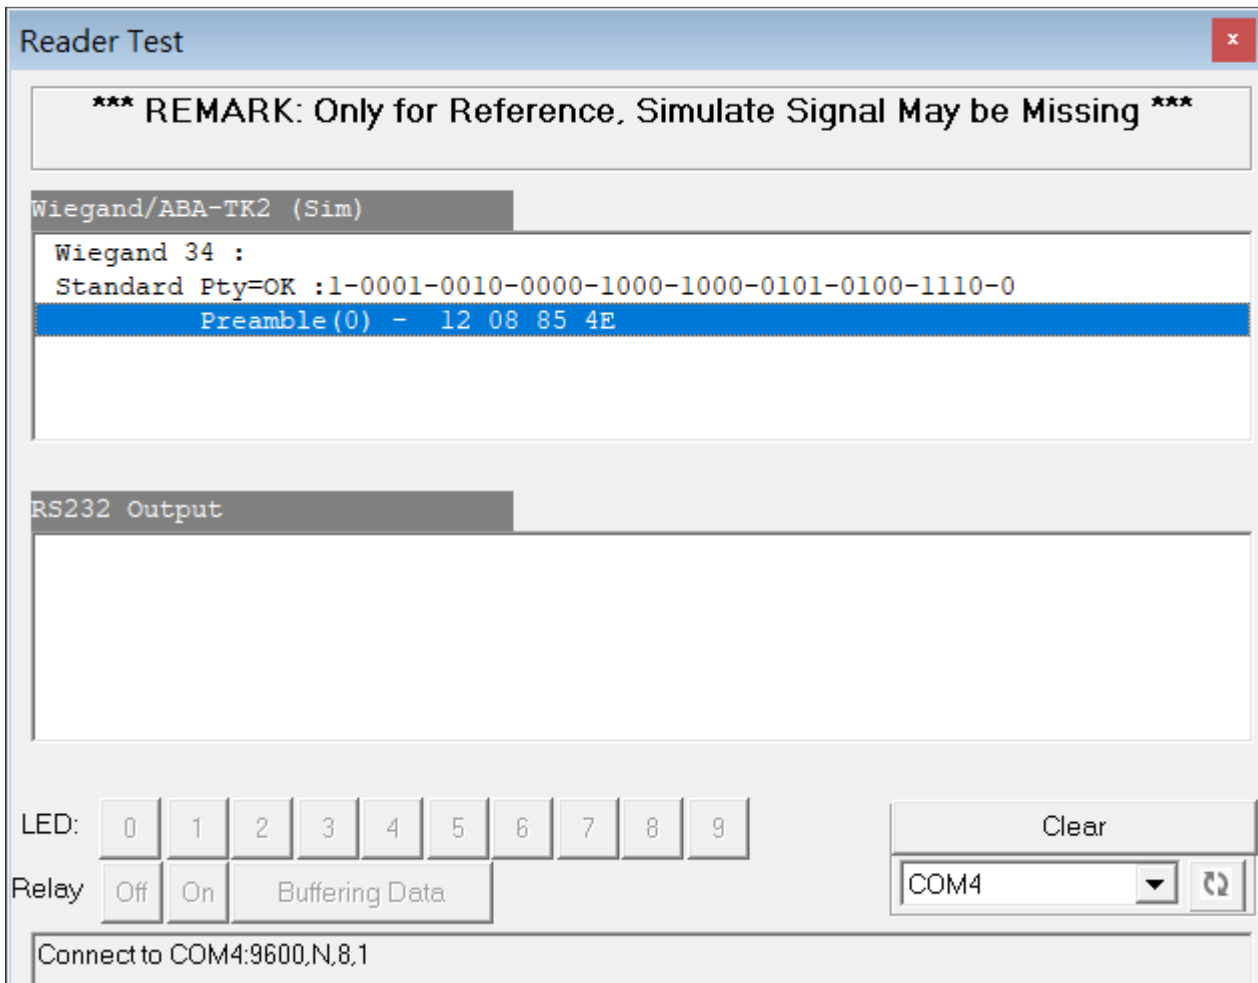 Reader Test
x
*** REMARK: Only for Reference, Simulate Signal May be Missing ***
Wiegand/ABA-TK2 (Sim)
Wiegand 34 :
Standard Pty=OK :1-0001-0010-0000-1000-1000-0101-0100-1110-0
Preamble(0) - 12 08 85 4E
RS232 Output
LED: 0 1 2 3 4 5 6 7 8 9
Clear
Relay Off On Buffering Data
COM4
Connect to COM4:9600,N,8,1